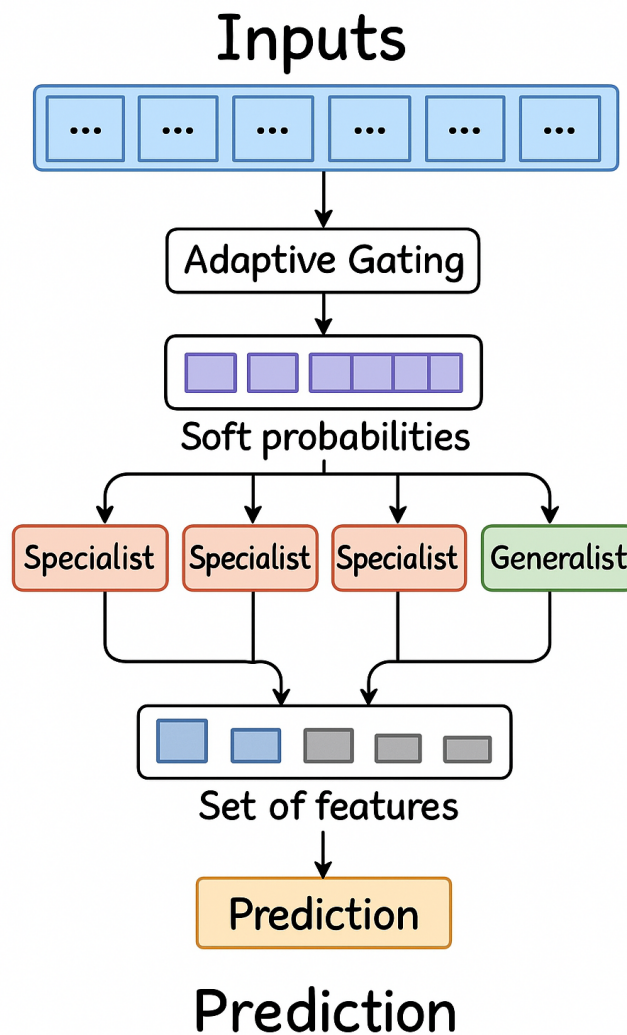 Inputs
... ... ... ... ... ...
Adaptive Gating
Soft probabilities
Specialist Specialist Specialist Generalist
Set of features
Prediction
Prediction